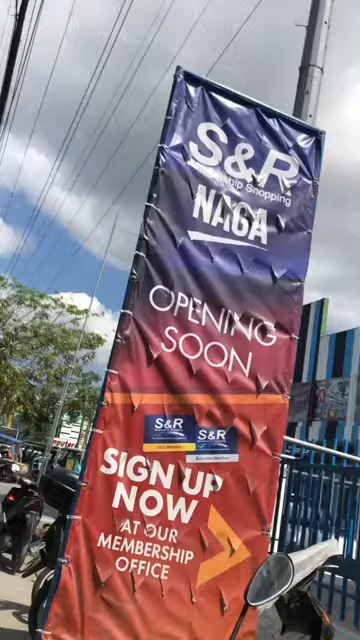 S&R
Membership Shopping
NAGA
OPENING
SOON
S&R
S&R
SIGN UP
NOW
AT OUR
MEMBERSHIP
OFFICE